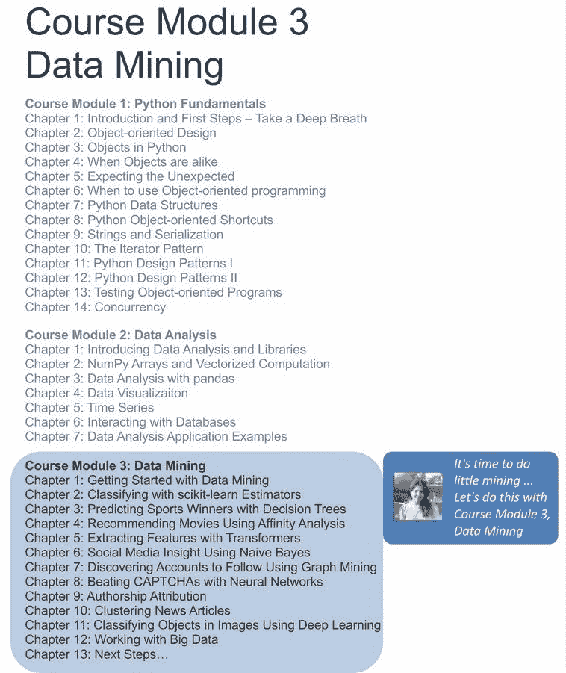 Course Module 3
Data Mining
Course Module 1: Python Fundamentals
Chapter 1: Introduction and First Steps – Take a Deep Breath
Chapter 2: Object-oriented Design
Chapter 3: Objects in Python
Chapter 4: When Objects are alike
Chapter 5: Expecting the Unexpected
Chapter 6: When to use Object-oriented programming
Chapter 7: Python Data Structures
Chapter 8: Python Object-oriented Shortcuts
Chapter 9: Strings and Serialization
Chapter 10: The Iterator Pattern
Chapter 11: Python Design Patterns I
Chapter 12: Python Design Patterns II
Chapter 13: Testing Object-oriented Programs
Chapter 14: Concurrency
Course Module 2: Data Analysis
Chapter 1: Introducing Data Analysis and Libraries
Chapter 2: NumPy Arrays and Vectorized Computation
Chapter 3: Data Analysis with pandas
Chapter 4: Data Visualizaiton
Chapter 5: Time Series
Chapter 6: Interacting with Databases
Chapter 7: Data Analysis Application Examples
Course Module 3: Data Mining
Chapter 1: Getting Started with Data Mining
Chapter 2: Classifying with scikit-learn Estimators
Chapter 3: Predicting Sports Winners with Decision Trees
Chapter 4: Recommending Movies Using Affinity Analysis
Chapter 5: Extracting Features with Transformers
Chapter 6: Social Media Insight Using Naive Bayes
Chapter 7: Discovering Accounts to Follow Using Graph Mining
Chapter 8: Beating CAPTCHAs with Neural Networks
Chapter 9: Authorship Attribution
Chapter 10: Clustering News Articles
Chapter 11: Classifying Objects in Images Using Deep Learning
Chapter 12: Working with Big Data
Chapter 13: Next Steps…
It's time to do
little mining ...
Let's do this with
Course Module 3,
Data Mining